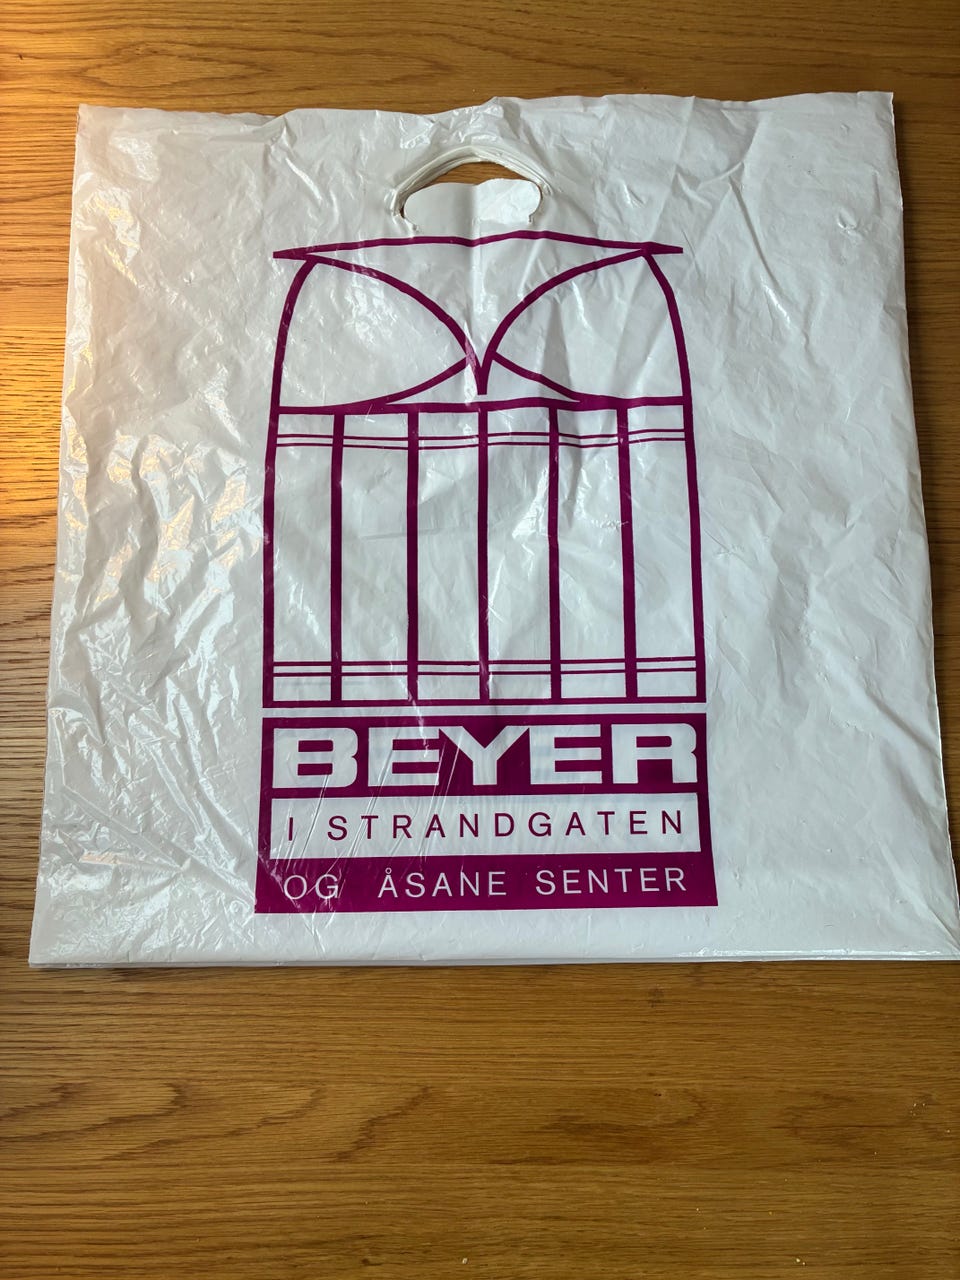 BEYER
I STRANDGATEN
OG ÅSANE SENTER